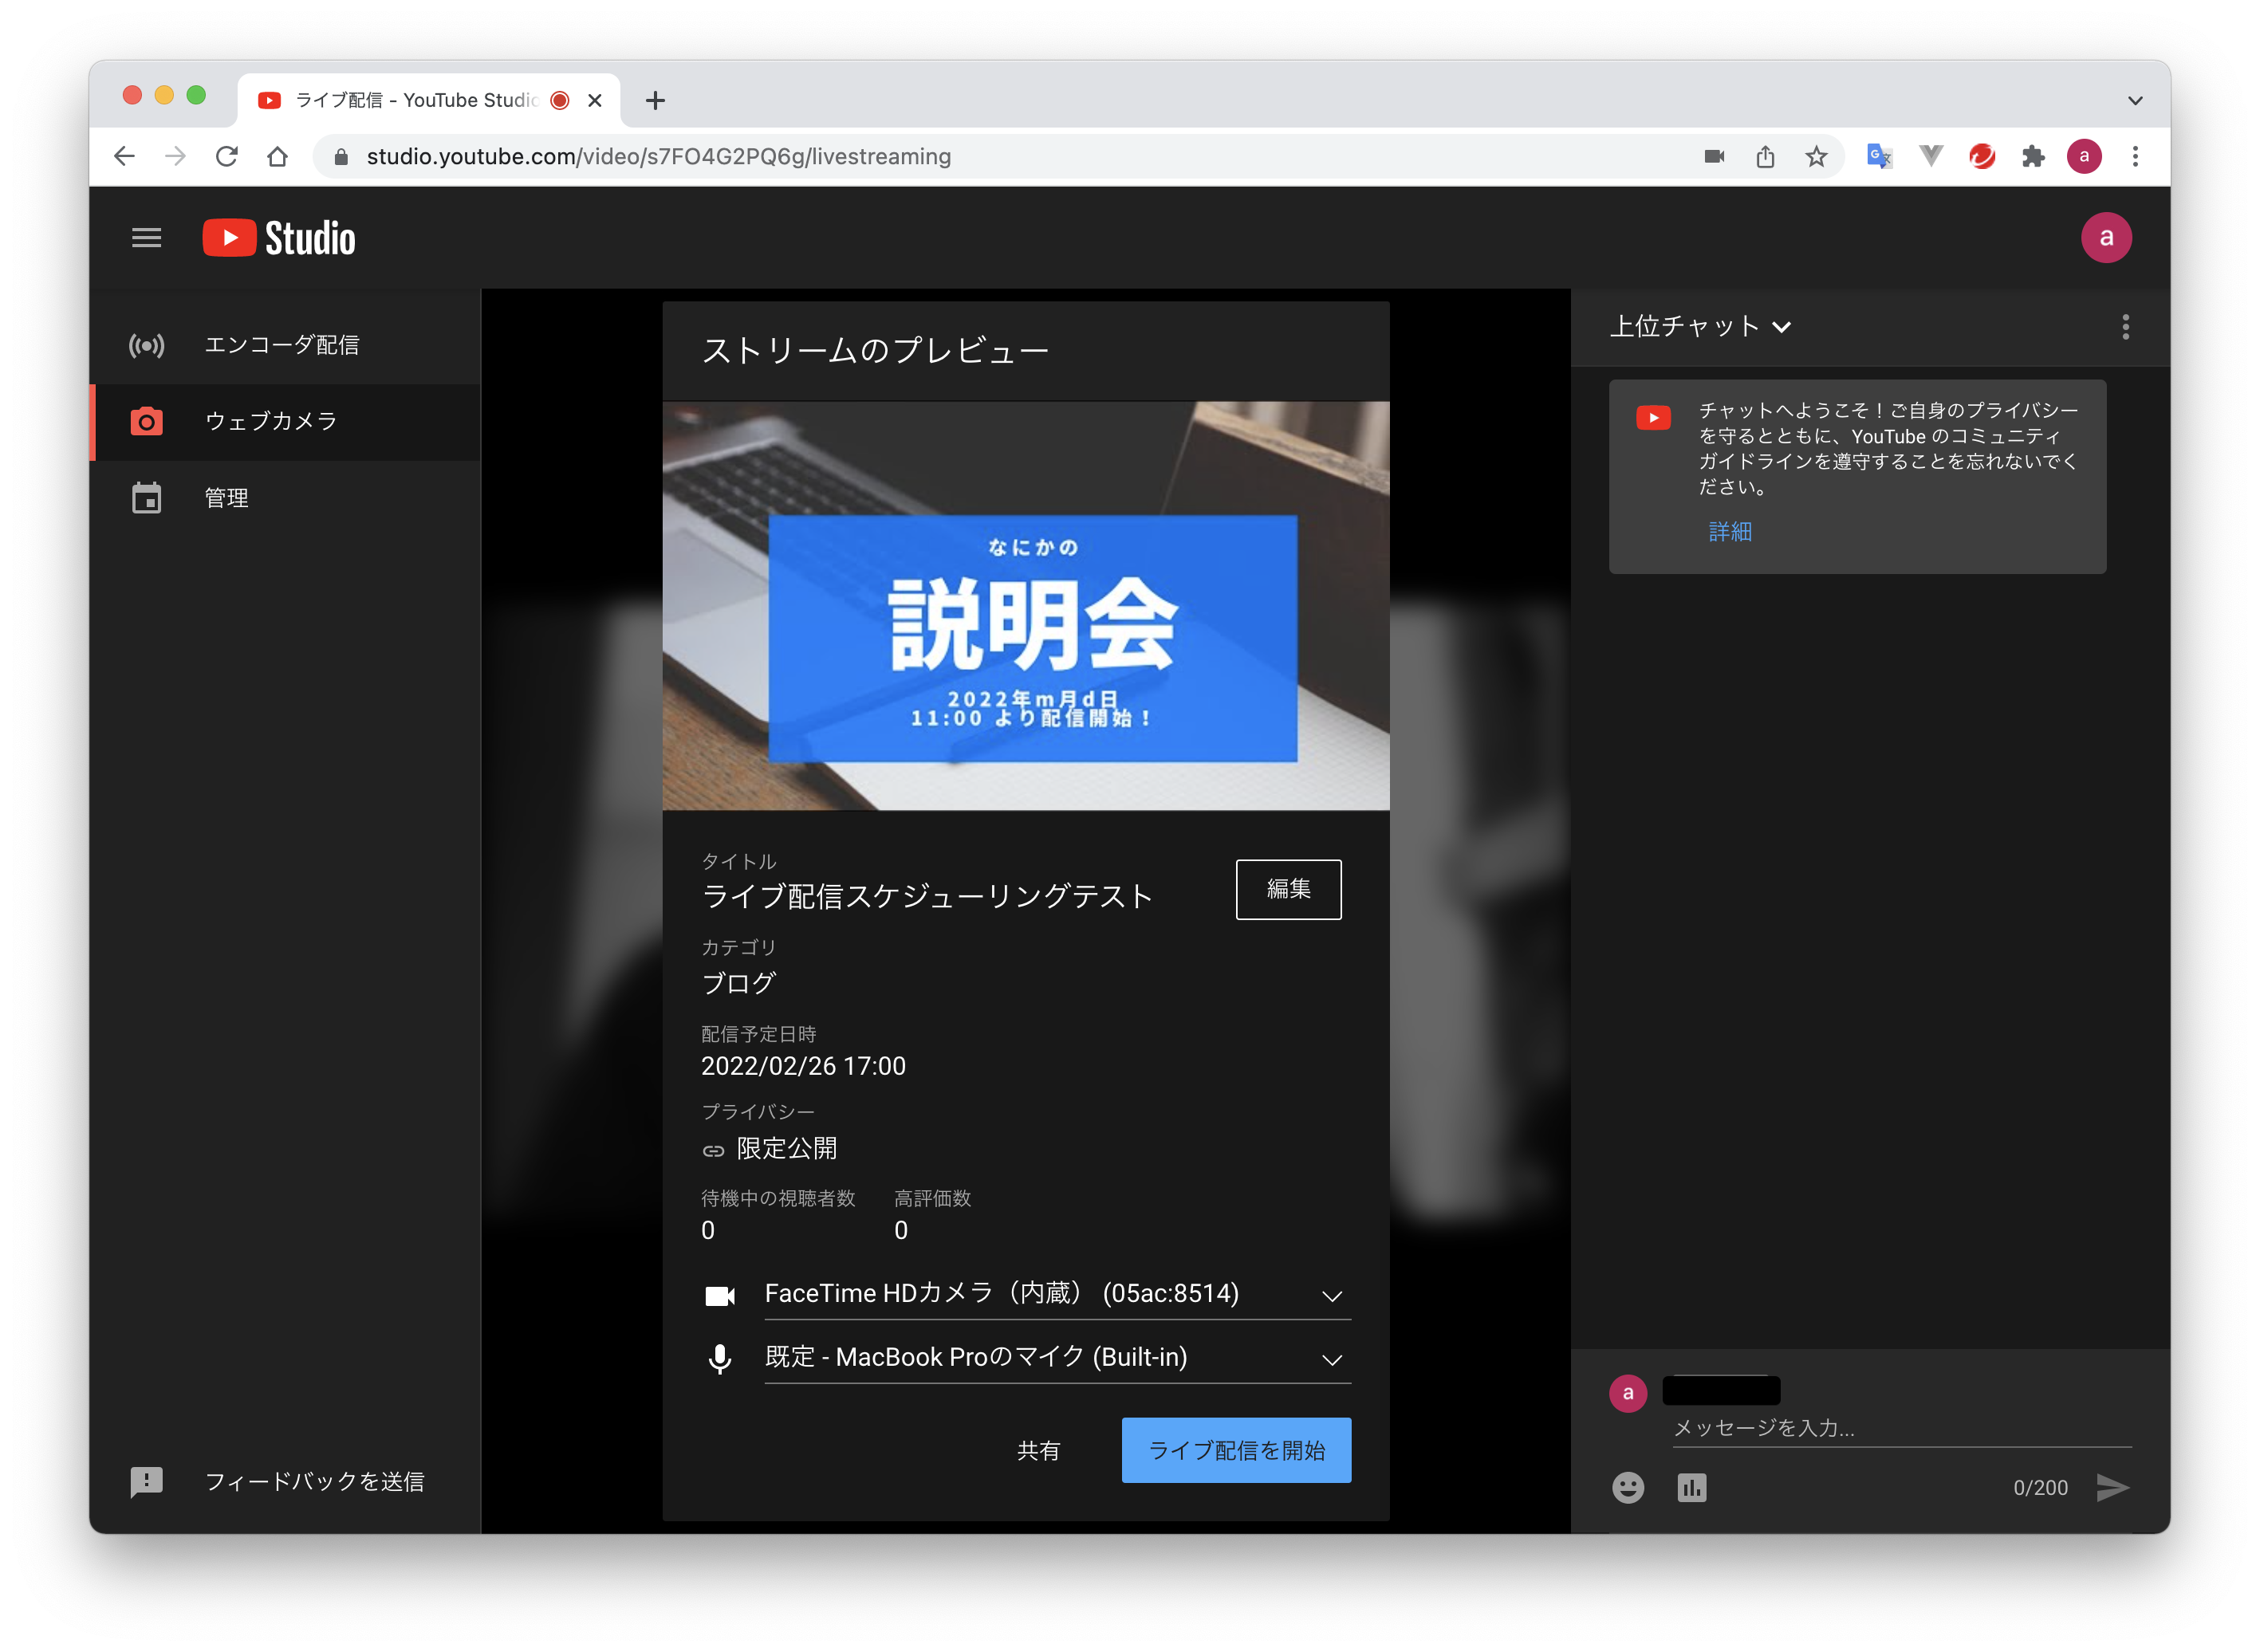 ライブ配信 - YouTube Studio
studio.youtube.com/video/s7FO4G2PQ6g/livestreaming
a
Studio
a
エンコーダ配信
ウェブカメラ
管理
フィードバックを送信
ストリームのプレビュー
なにかの
説明会
2022年m月d日
11:00 より配信開始！
タイトル
ライブ配信スケジューリングテスト
編集
カテゴリ
ブログ
配信予定日時
2022/02/26 17:00
プライバシー
限定公開
待機中の視聴者数 高評価数
0 0
FaceTime HDカメラ（内蔵） (05ac:8514)
既定 - MacBook Proのマイク (Built-in)
共有
ライブ配信を開始
上位チャット
チャットへようこそ！ご自身のプライバシー
を守るとともに、YouTube のコミュニティ
ガイドラインを遵守することを忘れないでく
ださい。
詳細
a
メッセージを入力...
0/200